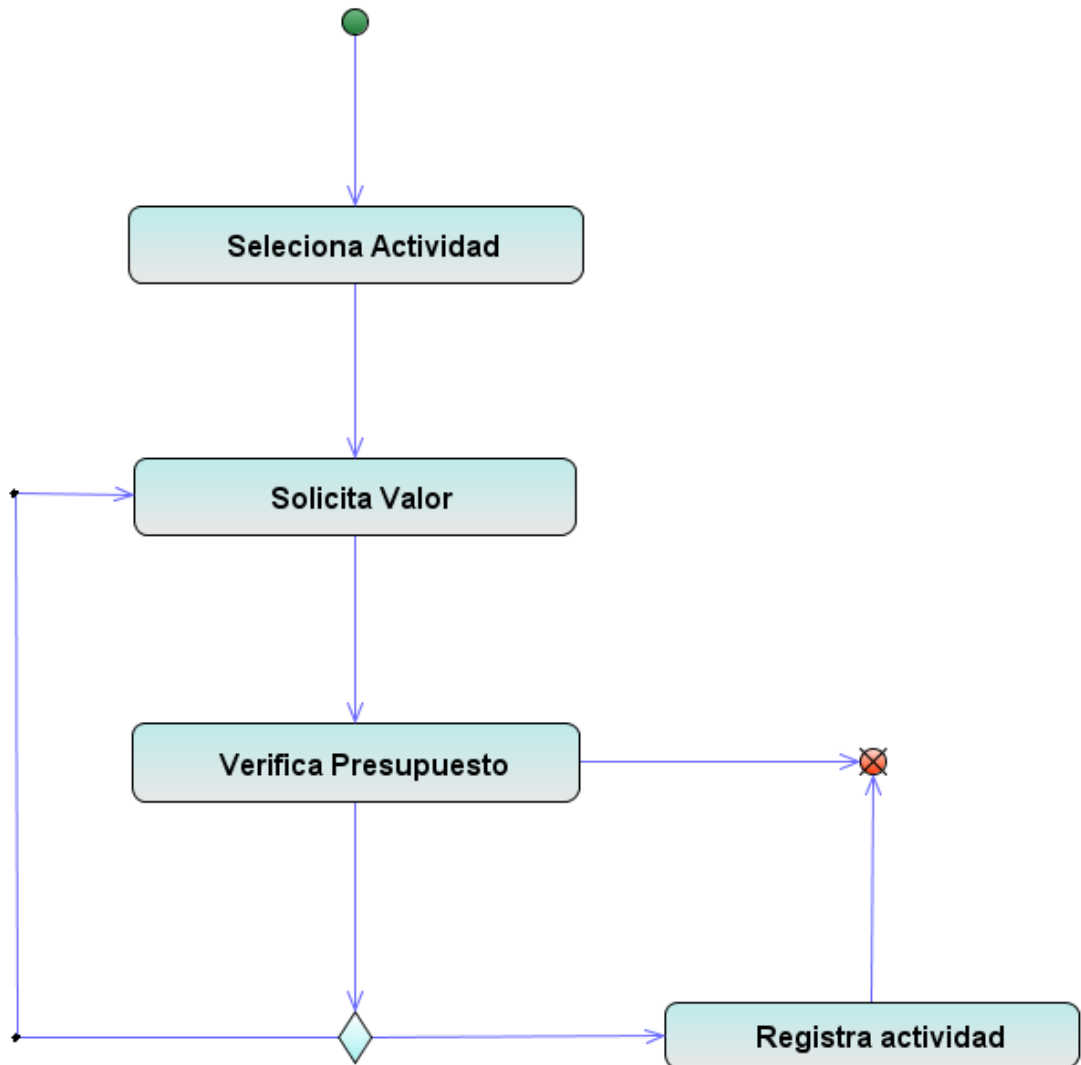 Seleciona Actividad
Solicita Valor
Verifica Presupuesto
Registra actividad